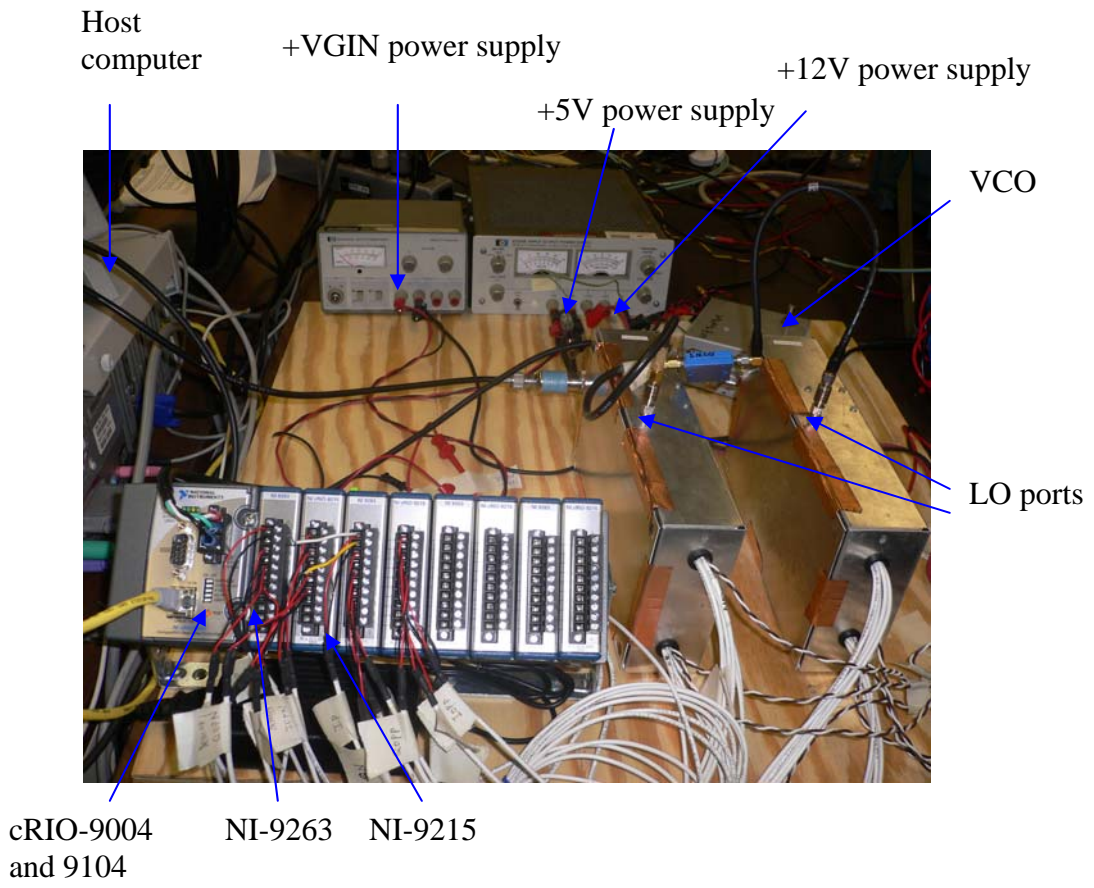 Host
computer
+VGIN power supply
+12V power supply
+5V power supply
VCO
LO ports
NATIONAL
INSTRUMENTS
cRIO-9004
and 9104
NI-9263
NI-9215